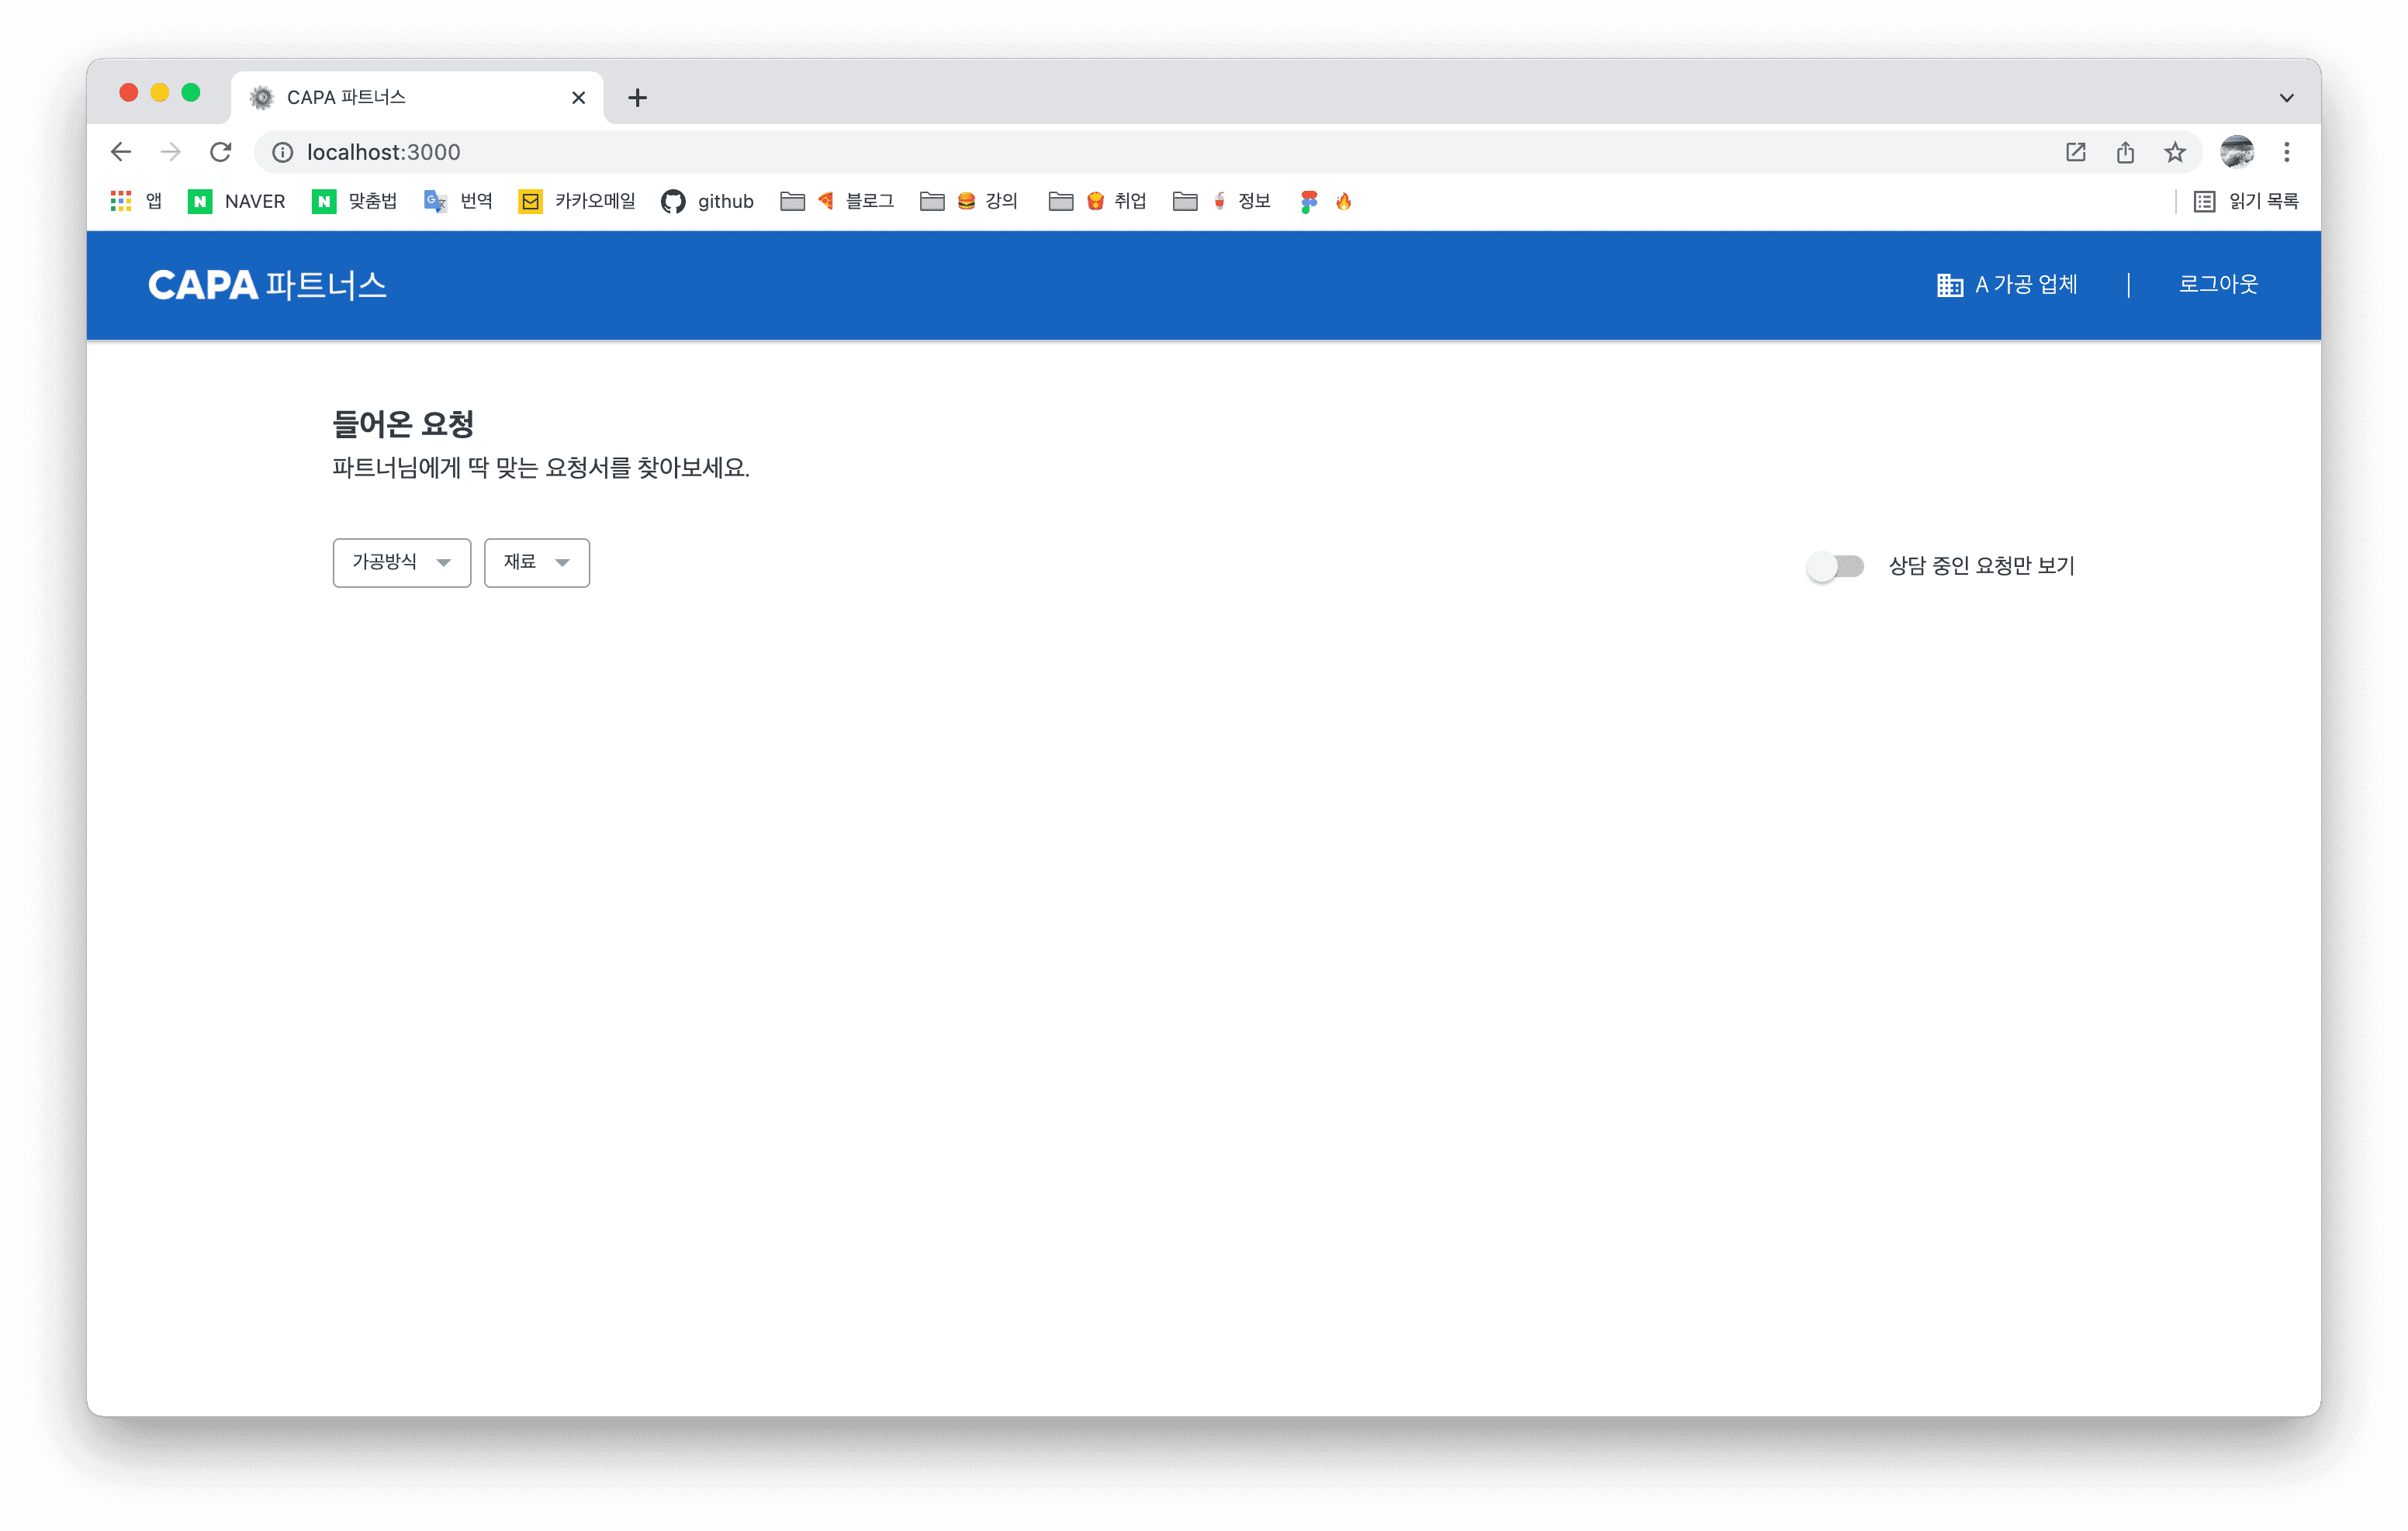 CAPA 파트너스
localhost:3000
앱 NAVER 맞춤법 번역 카카오메일 github 블로그 강의 취업 정보 읽기 목록
CAPA 파트너스 A 가공 업체 로그아웃
들어온 요청
파트너님에게 딱 맞는 요청서를 찾아보세요.
가공방식 재료 상담 중인 요청만 보기